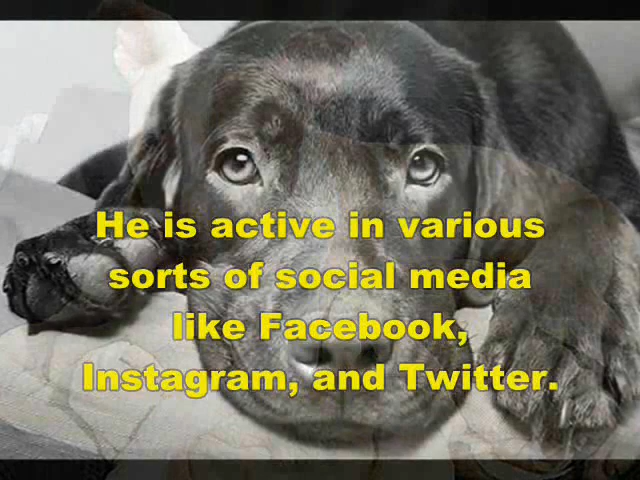 He is active in various
sorts of social media
like Facebook,
Instagram, and Twitter.